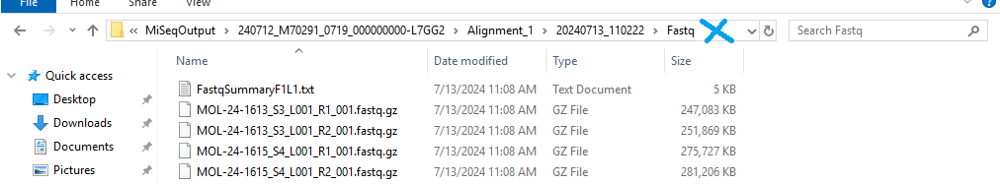 File Home Share View
« MiSeqOutput › 240712_M70291_0719_000000000-L7GG2 › Alignment_1 › 20240713_110222 › Fastq Search Fastq
Name Date modified Type Size
Quick access
FastqSummaryF1L1.txt 7/13/2024 11:08 AM Text Document 5 KB
Desktop
MOL-24-1613_S3_L001_R1_001.fastq.gz 7/13/2024 11:08 AM GZ File 247,083 KB
Downloads
MOL-24-1613_S3_L001_R2_001.fastq.gz 7/13/2024 11:08 AM GZ File 251,869 KB
Documents
MOL-24-1615_S4_L001_R1_001.fastq.gz 7/13/2024 11:08 AM GZ File 275,727 KB
Pictures
MOL-24-1615_S4_L001_R2_001.fastq.gz 7/13/2024 11:08 AM GZ File 281,206 KB